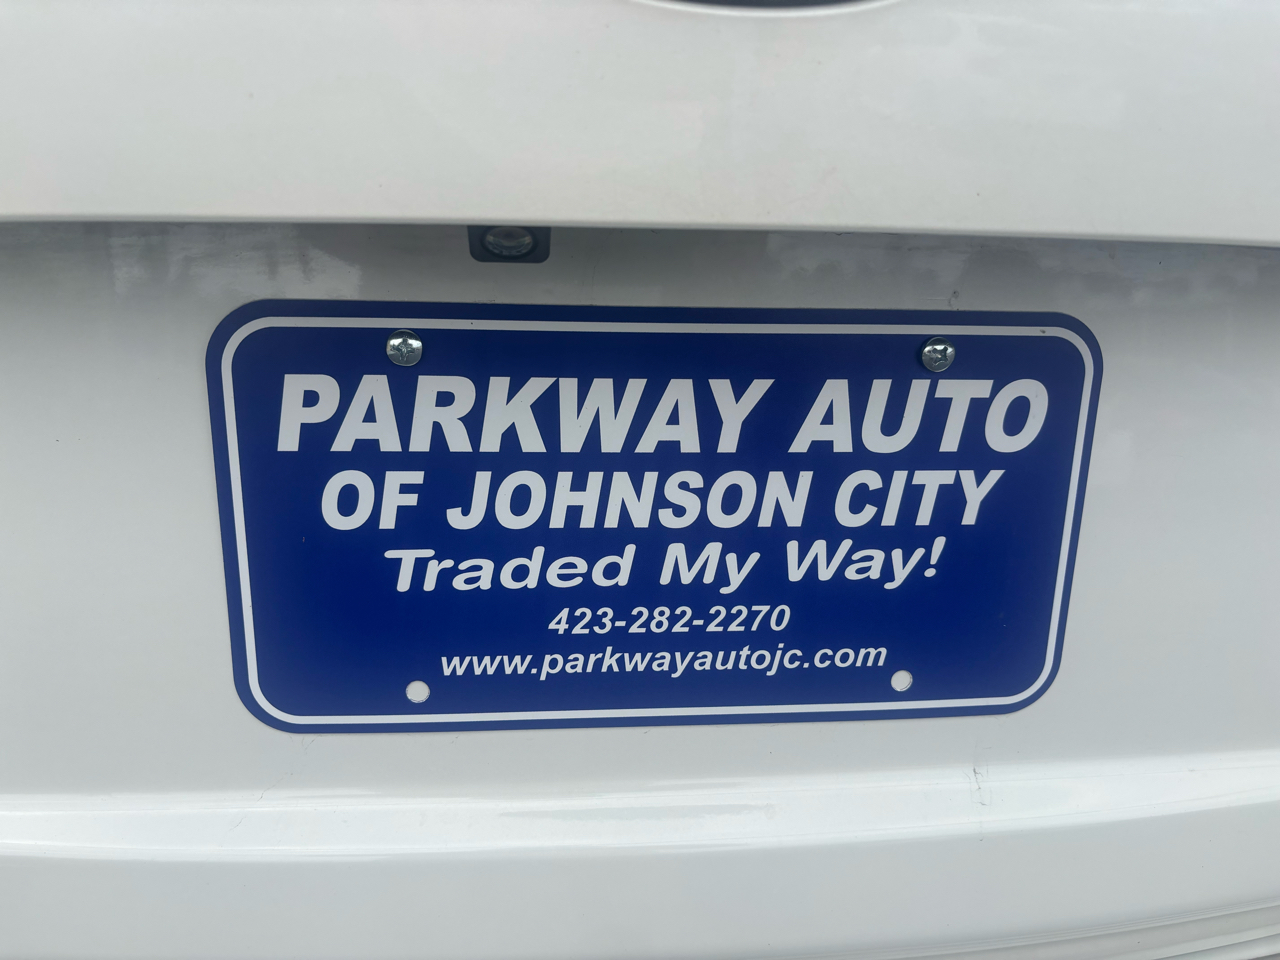 PARKWAY AUTO
OF JOHNSON CITY
Traded My Way!
423-282-2270
www.parkwayautojc.com